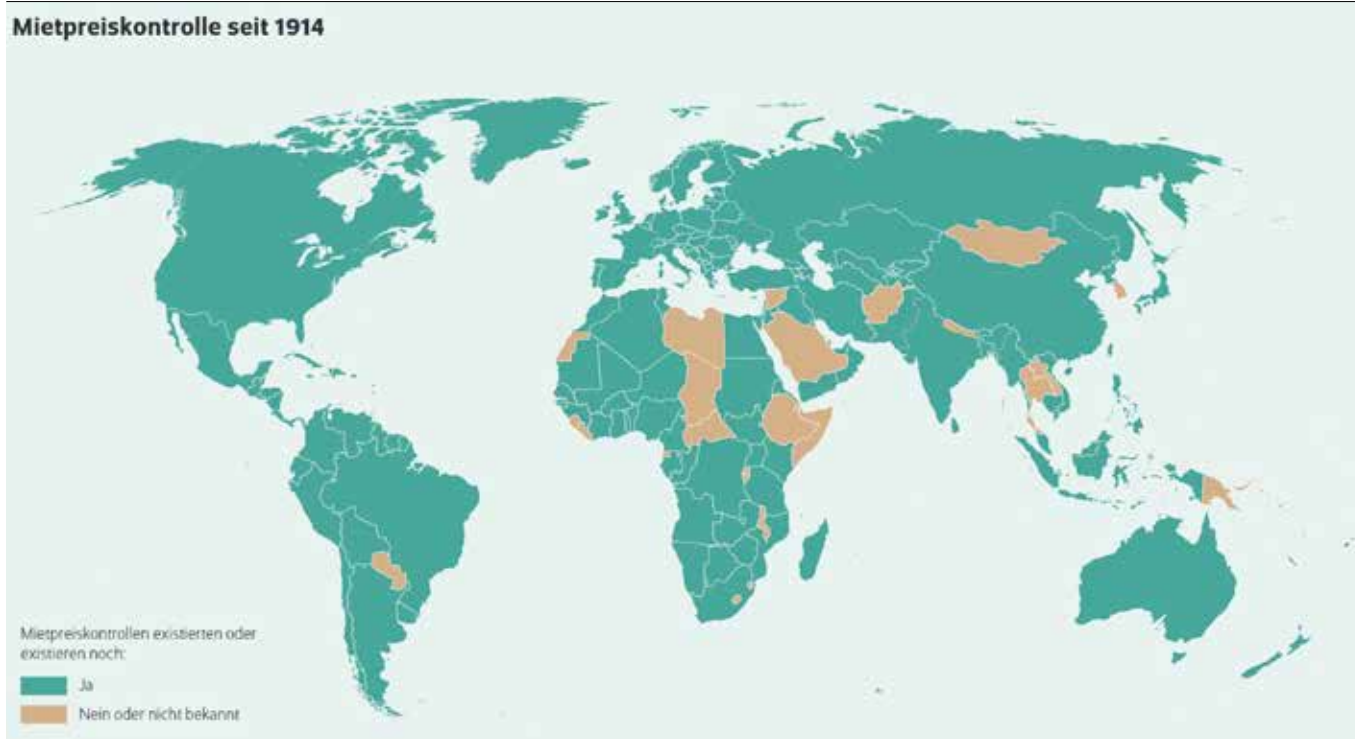 Mietpreiskontrolle seit 1914
Mietpreiskontrollen existierten oder
existieren noch:
Ja
Nein oder nicht bekannt